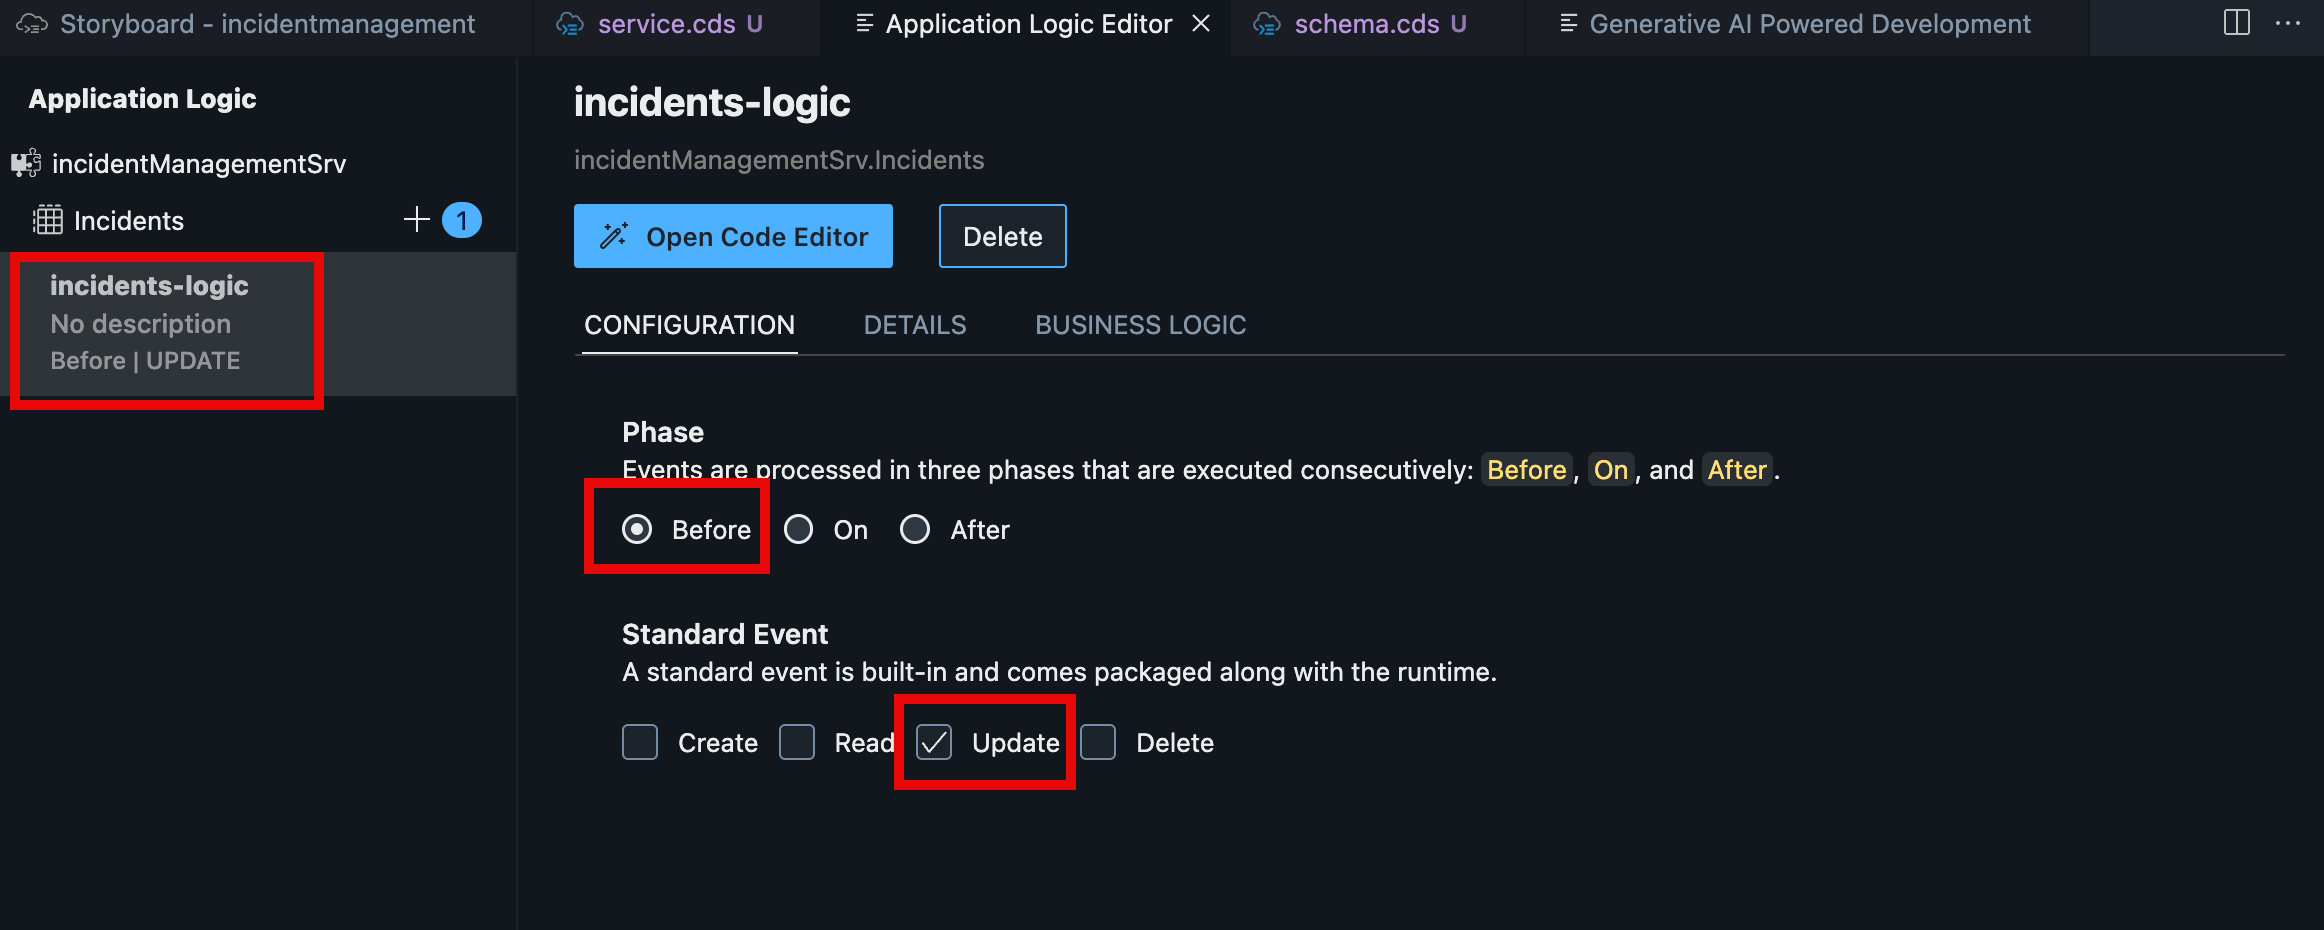 Storyboard - incidentmanagement
service.cds U
Application Logic Editor
schema.cds U
Generative AI Powered Development
Application Logic
incidentManagementSrv
Incidents
1
incidents-logic
No description
Before | UPDATE
incidents-logic
incidentManagementSrv.Incidents
Open Code Editor
Delete
CONFIGURATION
DETAILS
BUSINESS LOGIC
Phase
Events are processed in three phases that are executed consecutively: Before, On, and After.
Before
On
After
Standard Event
A standard event is built-in and comes packaged along with the runtime.
Create
Read
Update
Delete